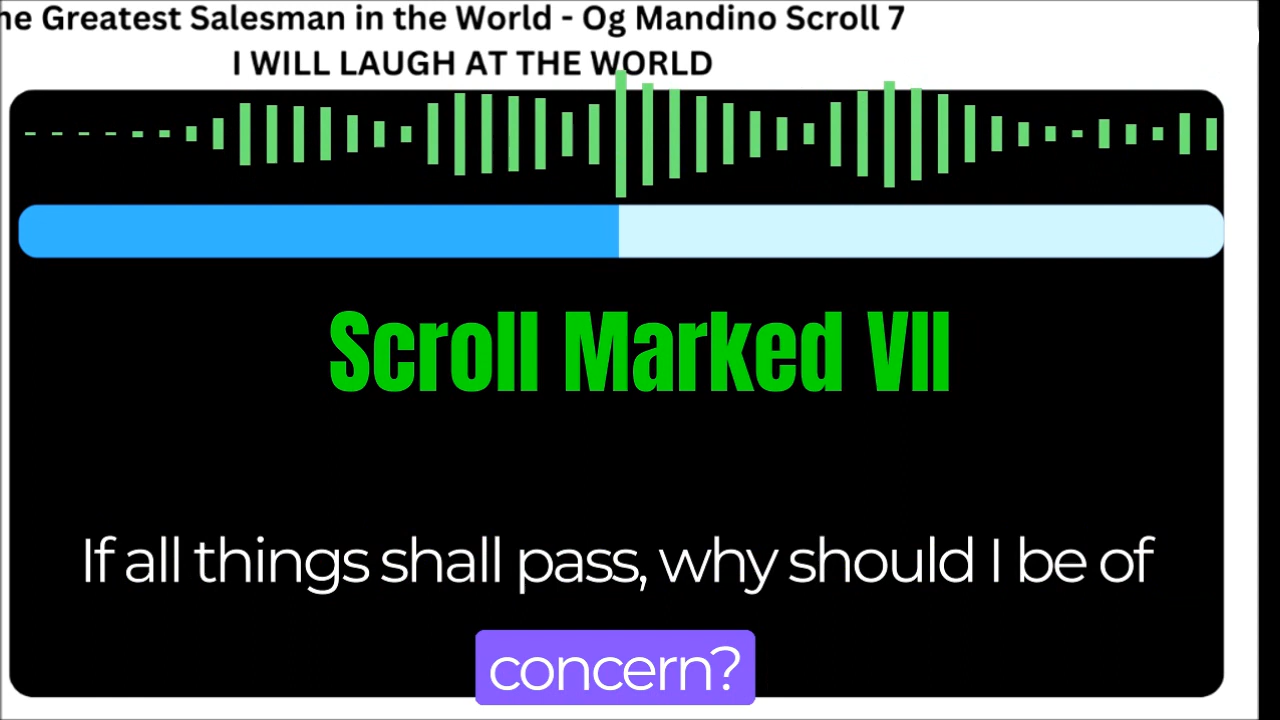 he Greatest Salesman in the World - Og Mandino Scroll 7
I WILL LAUGH AT THE WORLD
Scroll Marked VII
If all things shall pass, why should I be of
concern?